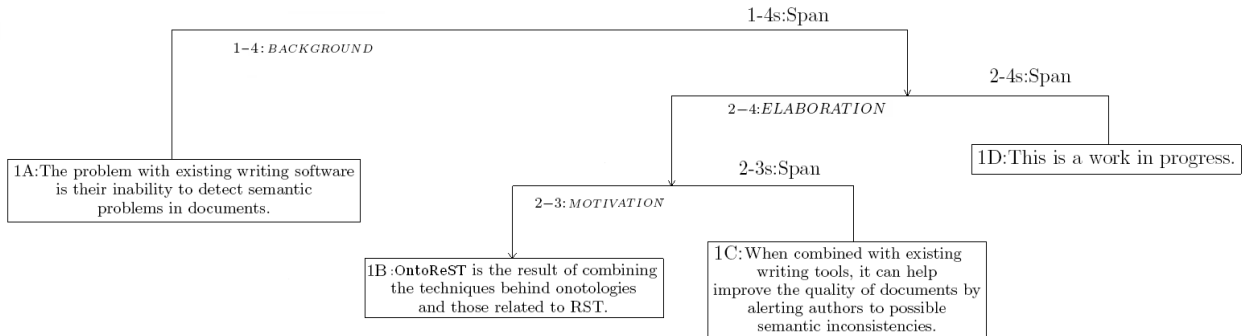 1-4s:Span
1-4:BACKGROUND
2-4s:Span
2-4:ELABORATION
1A:The problem with existing writing software
is their inability to detect semantic
problems in documents.
1D:This is a work in progress.
2-3s:Span
2-3:MOTIVATION
1B:OntoReST is the result of combining
the techniques behind onotologies
and those related to RST.
1C:When combined with existing
writing tools, it can help
improve the quality of documents by
alerting authors to possible
semantic inconsistencies.